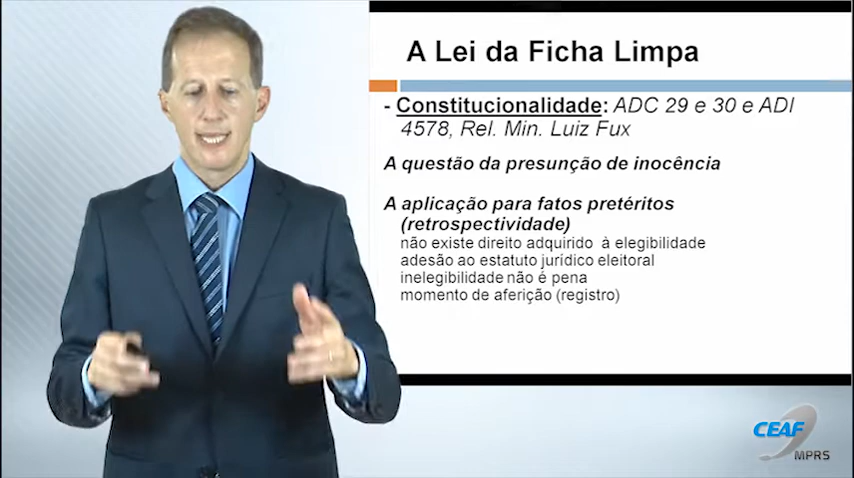 A Lei da Ficha Limpa
- Constitucionalidade: ADC 29 e 30 e ADI
4578, Rel. Min. Luiz Fux
A questão da presunção de inocência
A aplicação para fatos pretéritos
(retrospectividade)
não existe direito adquirido à elegibilidade
adesão ao estatuto jurídico eleitoral
inelegibilidade não é pena
momento de aferição (registro)
CEAF
MPRS